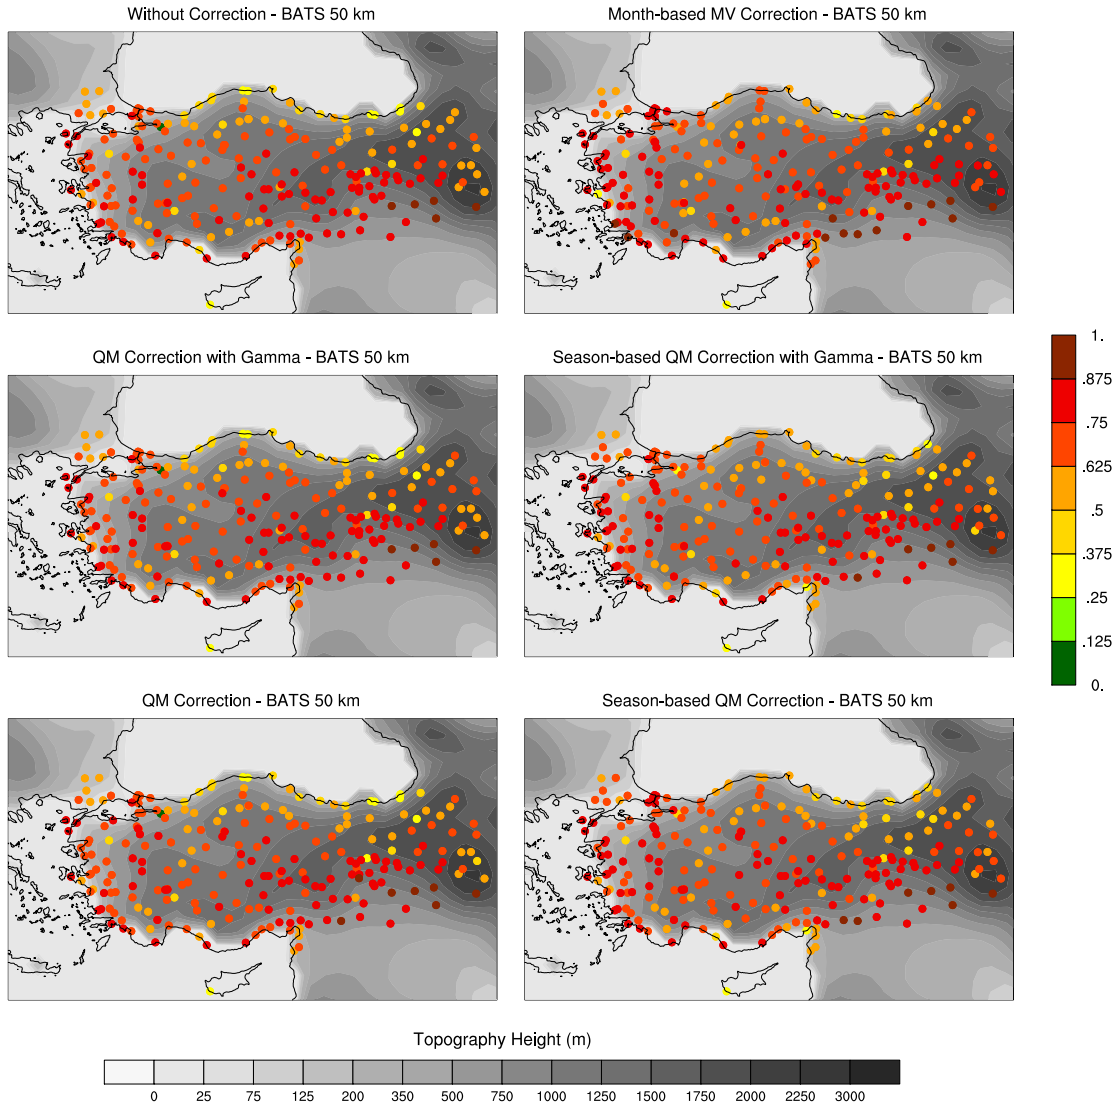 Without Correction - BATS 50 km
Month-based MV Correction - BATS 50 km
QM Correction with Gamma - BATS 50 km
Season-based QM Correction with Gamma - BATS 50 km
1.
.875
.75
.625
.5
.375
.25
.125
0.
QM Correction - BATS 50 km
Season-based QM Correction - BATS 50 km
Topography Height (m)
0 25 75 125 200 350 500 750 1000 1250 1500 1750 2000 2250 3000